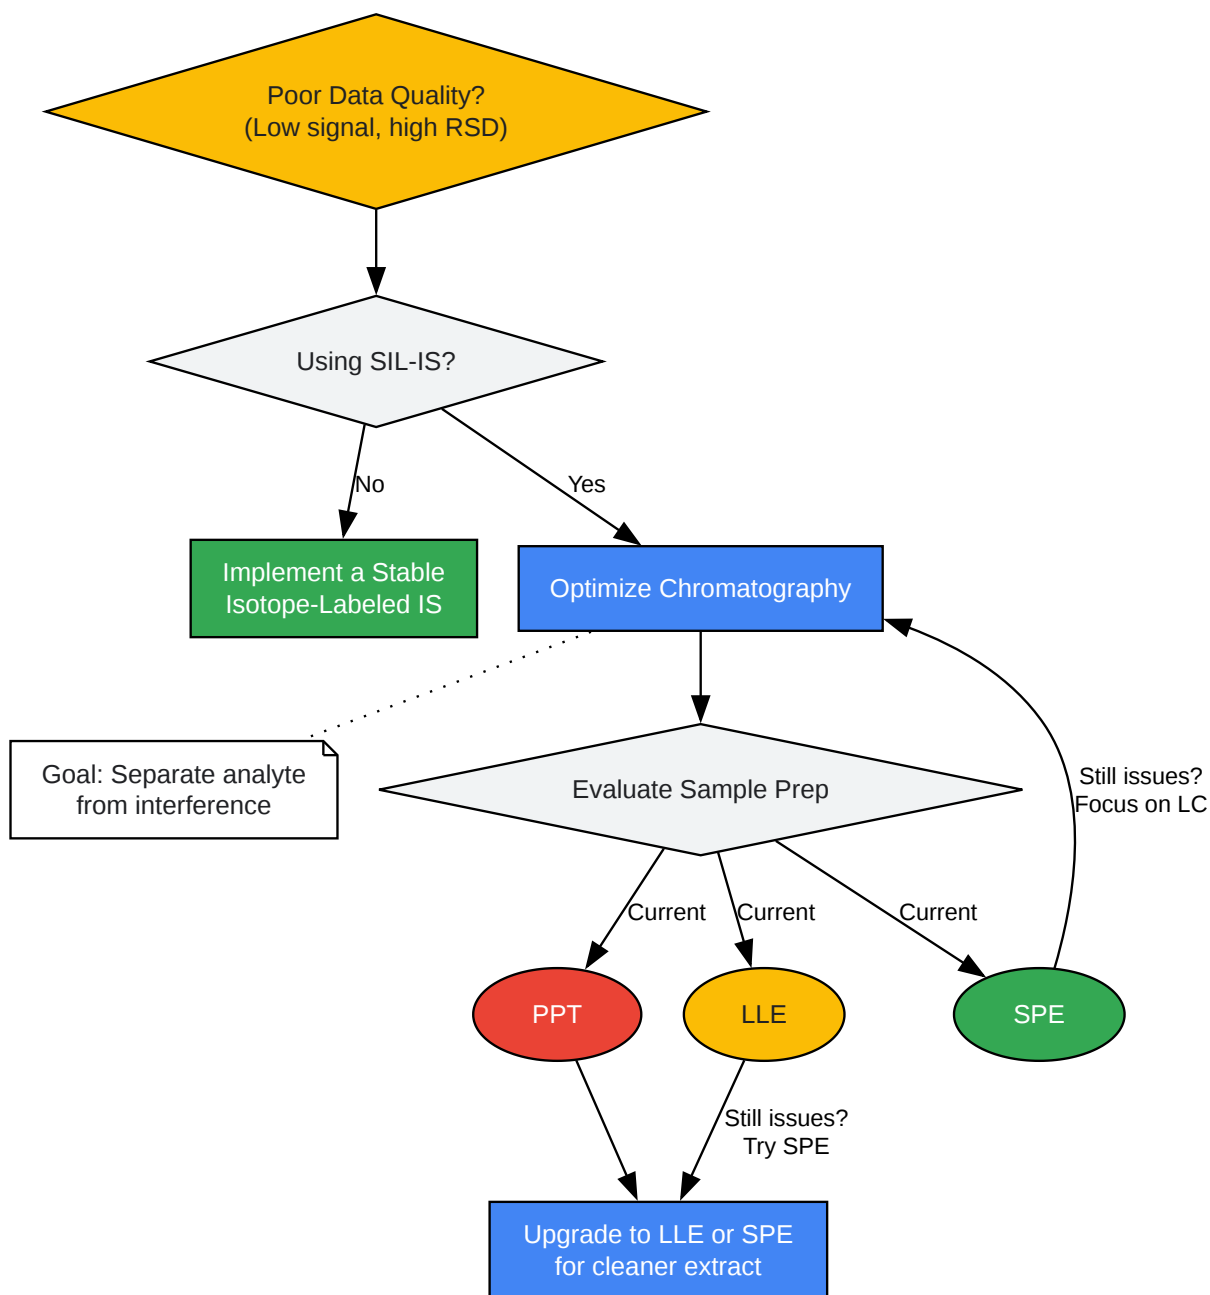 Poor Data Quality?
(Low signal, high RSD)
Using SIL-IS?
No
Yes
Implement a Stable
Isotope-Labeled IS
Optimize Chromatography
Goal: Separate analyte
from interference
Evaluate Sample Prep
Still issues?
Focus on LC
Current
Current
Current
PPT
LLE
SPE
Still issues?
Try SPE
Upgrade to LLE or SPE
for cleaner extract